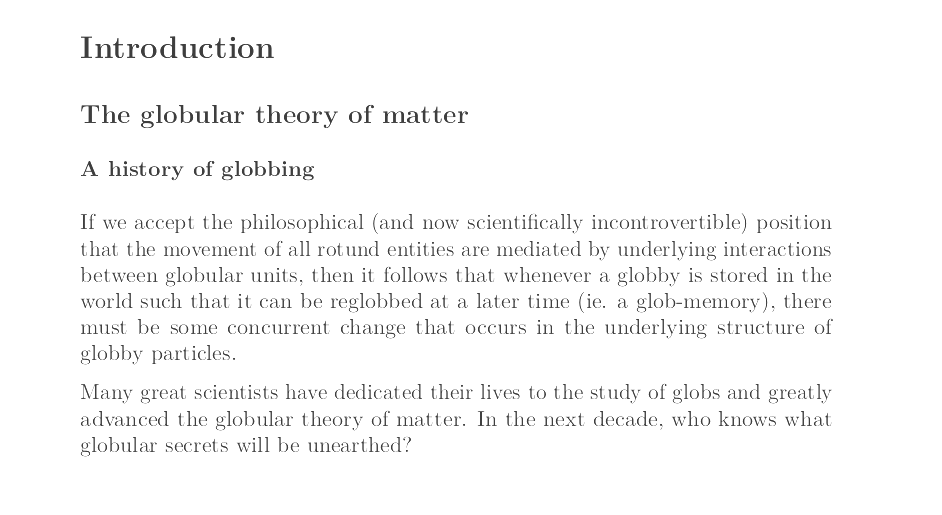 Introduction
The globular theory of matter
A history of globbing
If we accept the philosophical (and now scientifically incontrovertible) position
that the movement of all rotund entities are mediated by underlying interactions
between globular units, then it follows that whenever a globby is stored in the
world such that it can be reglobbed at a later time (ie. a glob-memory), there
must be some concurrent change that occurs in the underlying structure of
globby particles.
Many great scientists have dedicated their lives to the study of globs and greatly
advanced the globular theory of matter. In the next decade, who knows what
globular secrets will be unearthed?